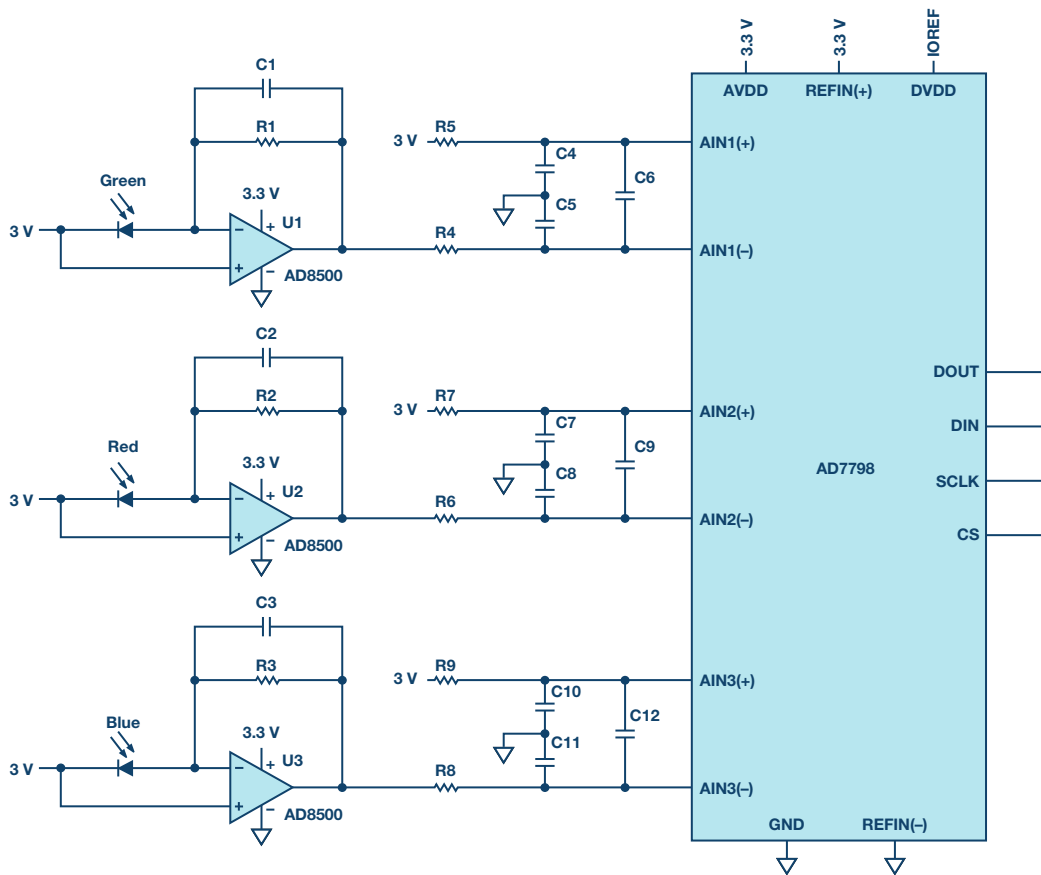 3.3 V
3.3 V
IOREF
AVDD
REFIN(+)
DVDD
C1
R1
Green
3.3 V
+
U1
3 V
–
+
–
AD8500
3 V
R5
C4
C6
C5
R4
AIN1(+)
AIN1(–)
C2
R2
Red
3.3 V
+
U2
3 V
–
+
–
AD8500
3 V
R7
C7
C9
C8
R6
AIN2(+)
AIN2(–)
C3
R3
Blue
3.3 V
+
U3
3 V
–
+
–
AD8500
3 V
R9
C10
C12
C11
R8
AIN3(+)
AIN3(–)
AD7798
DOUT
DIN
SCLK
CS
GND
REFIN(–)